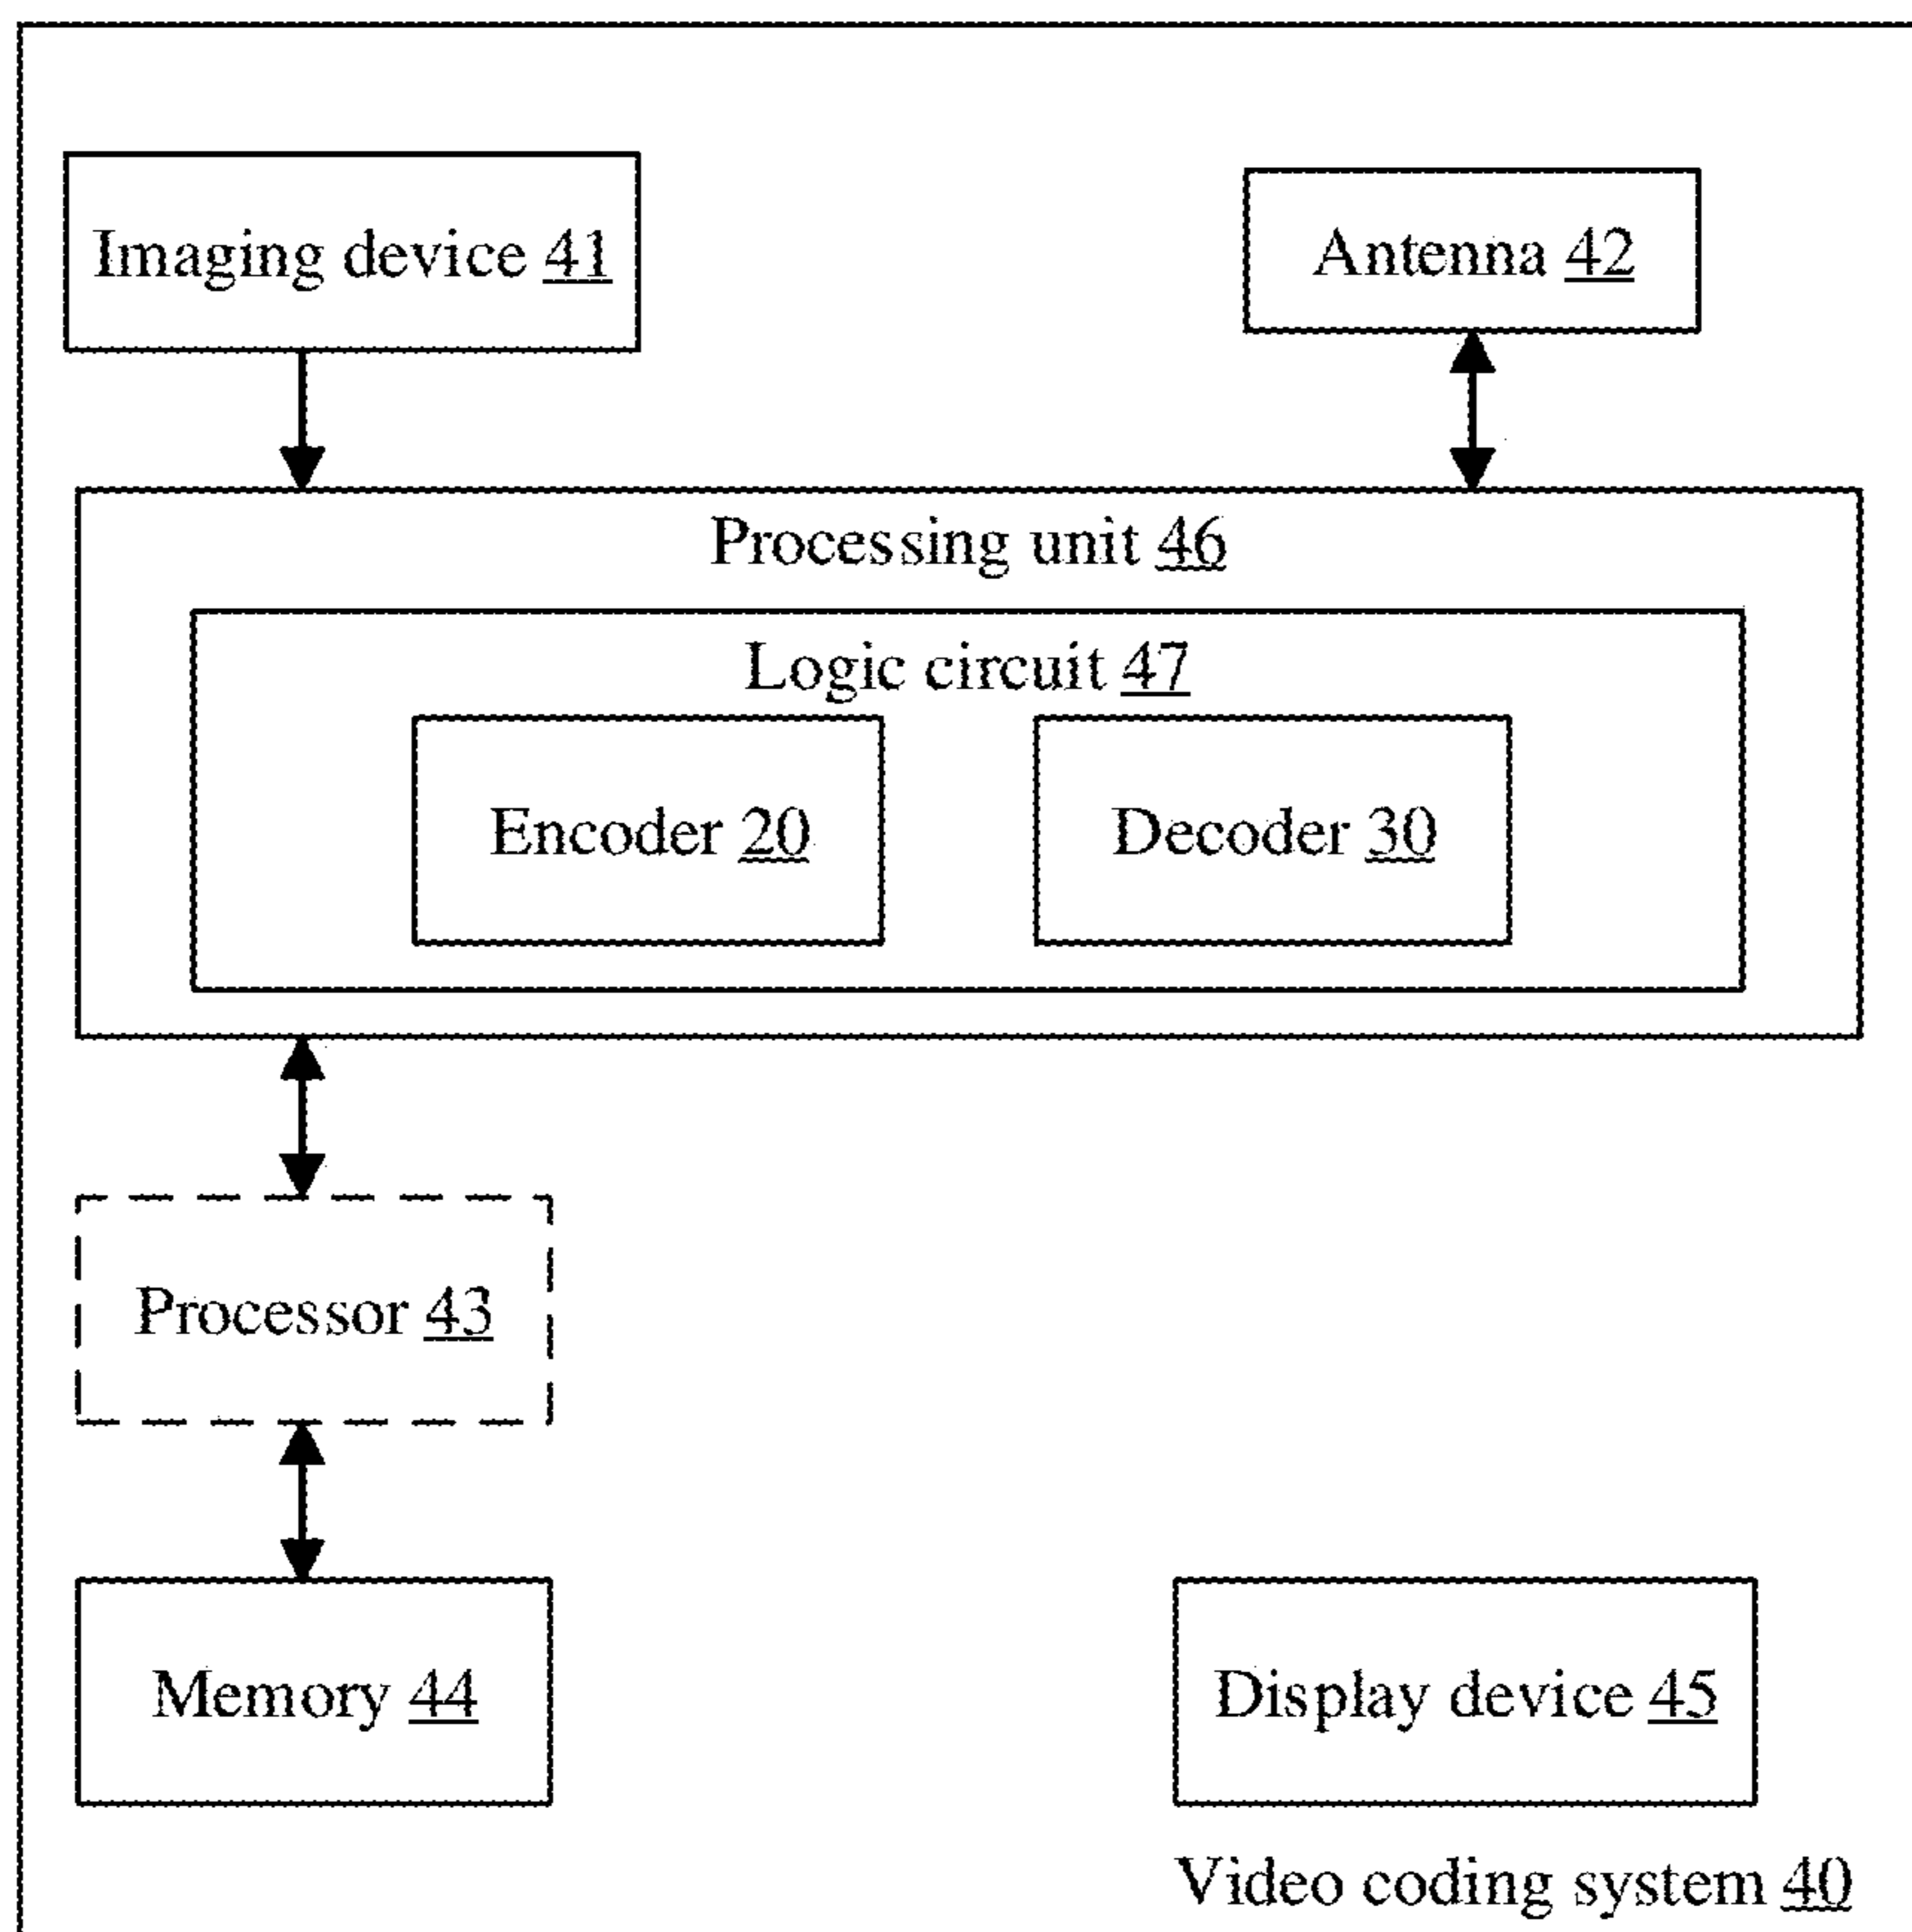 Imaging device 41
Antenna 42
Processing unit 46
Logic circuit 47
Encoder 20
Decoder 30
Processor 43
Memory 44
Display device 45
Video coding system 40